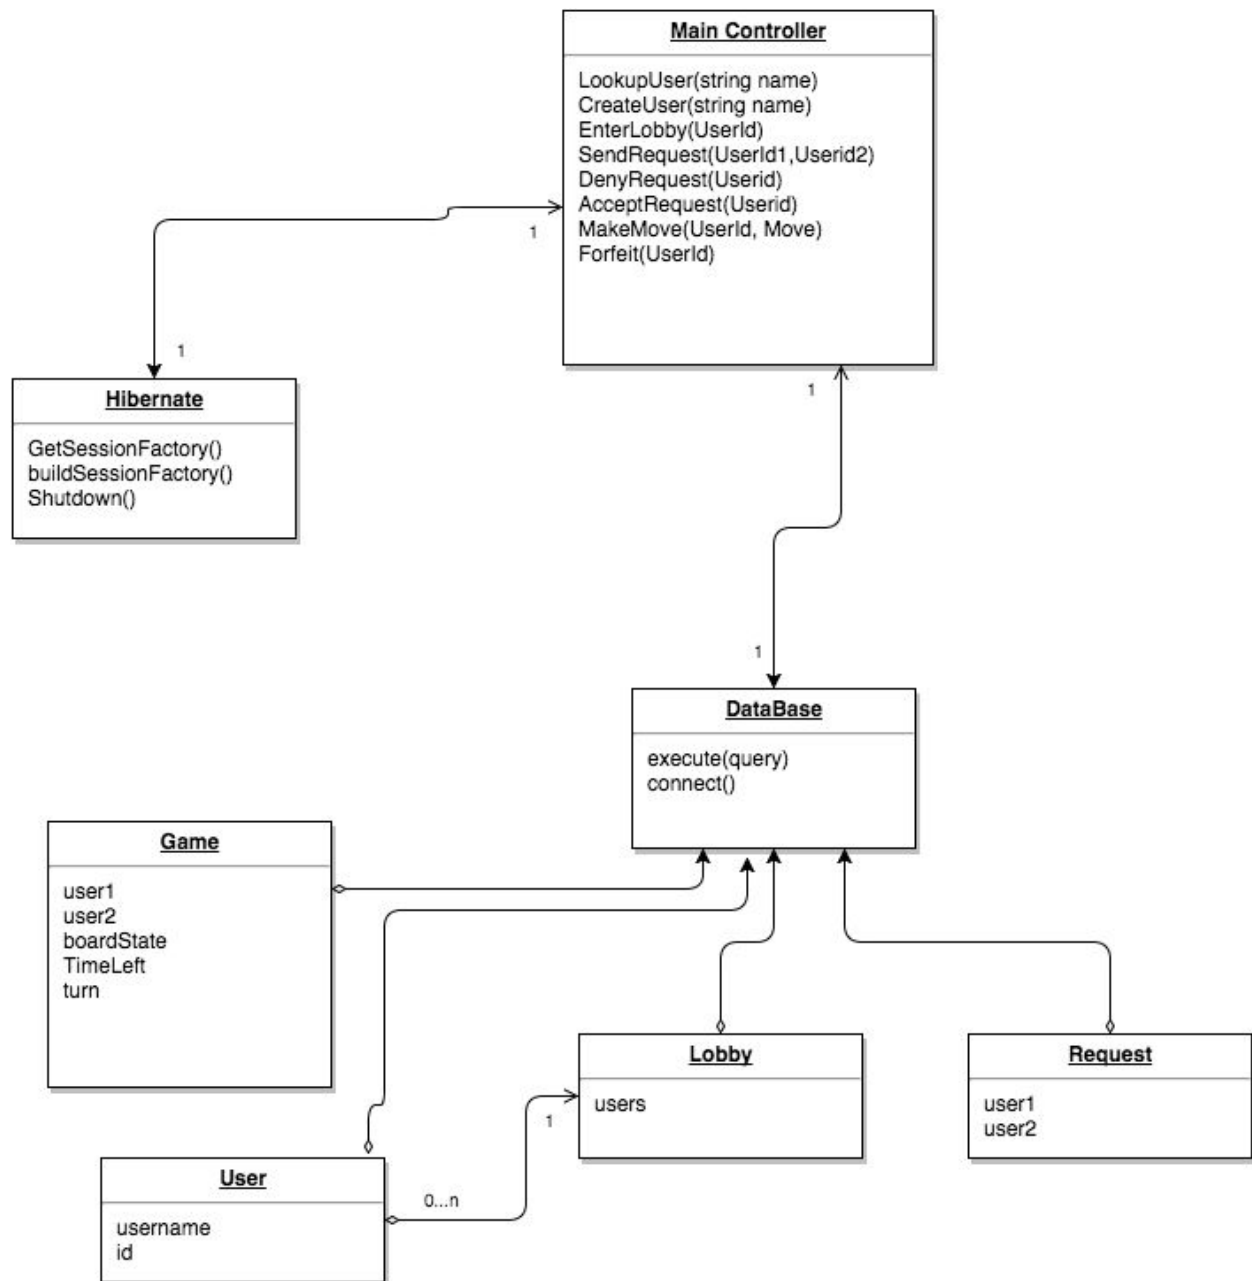 Main Controller
LookupUser(string name)
CreateUser(string name)
EnterLobby(UserId)
SendRequest(UserId1,Userid2)
DenyRequest(Userid)
AcceptRequest(Userid)
MakeMove(UserId, Move)
Forfeit(UserId)
1
1
Hibernate
GetSessionFactory()
buildSessionFactory()
Shutdown()
1
1
DataBase
execute(query)
connect()
Game
user1
user2
boardState
TimeLeft
turn
Lobby
users
Request
user1
user2
1
0...n
User
username
id